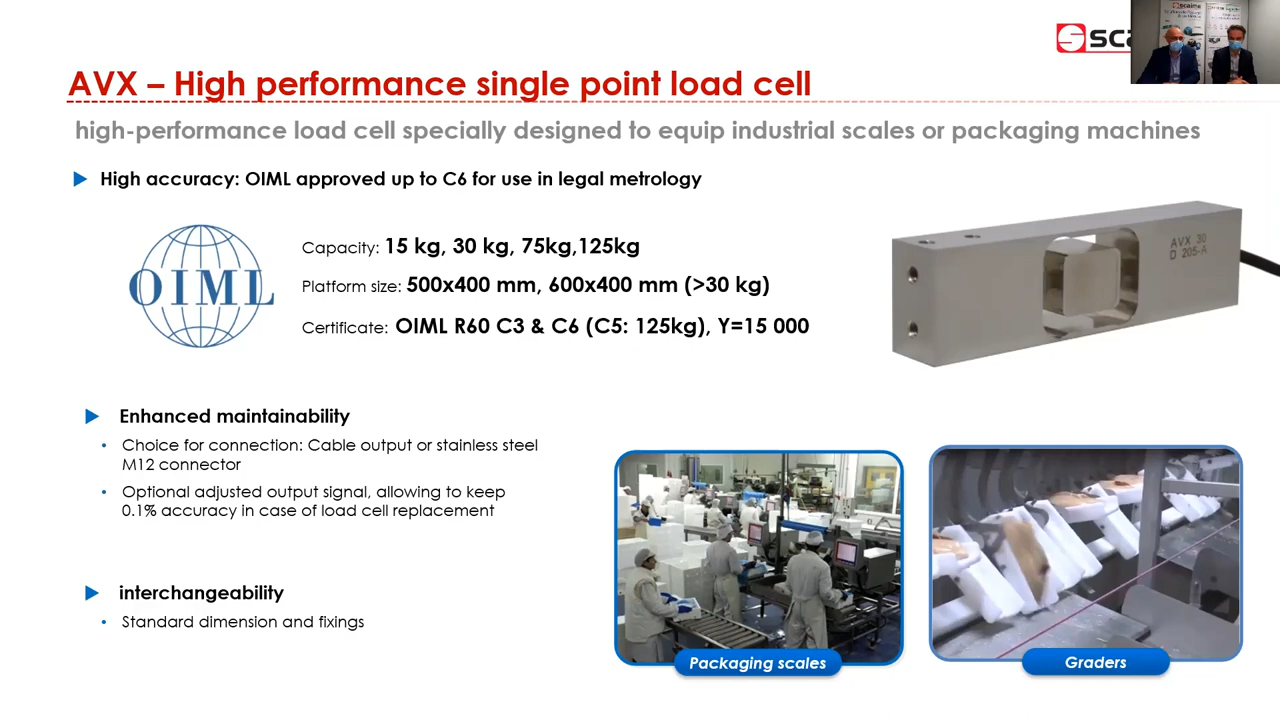 sca
AVX – High performance single point load cell
high-performance load cell specially designed to equip industrial scales or packaging machines
High accuracy: OIML approved up to C6 for use in legal metrology
OIML
Capacity: 15 kg, 30 kg, 75kg,125kg
Platform size: 500x400 mm, 600x400 mm (>30 kg)
Certificate: OIML R60 C3 & C6 (C5: 125kg), Y=15 000
AVX 30
D 205-A
Enhanced maintainability
• Choice for connection: Cable output or stainless steel
M12 connector
• Optional adjusted output signal, allowing to keep
0.1% accuracy in case of load cell replacement
interchangeability
• Standard dimension and fixings
Packaging scales
Graders